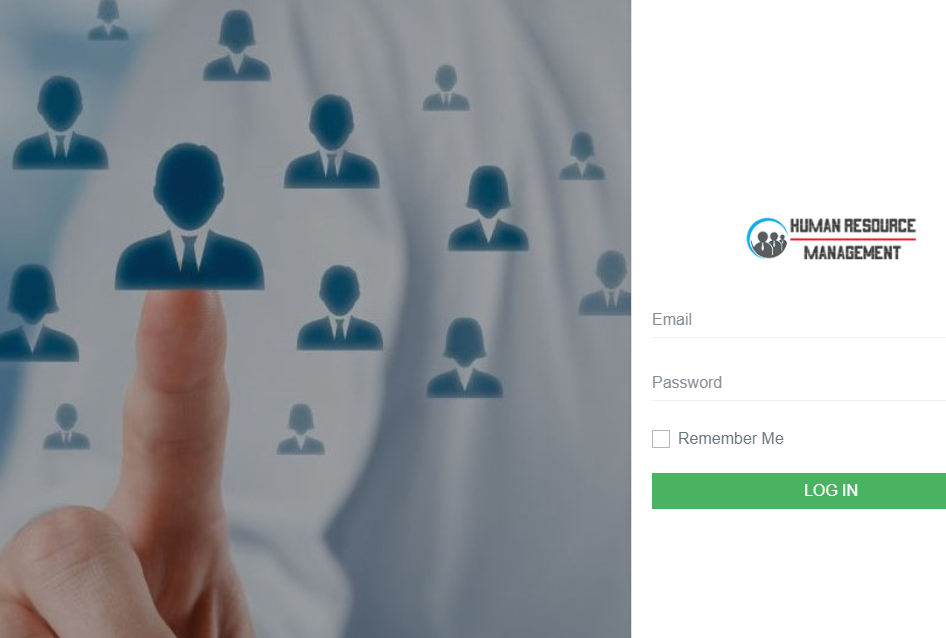 HUMAN RESOURCE
MANAGEMENT
Email
Password
Remember Me
LOG IN